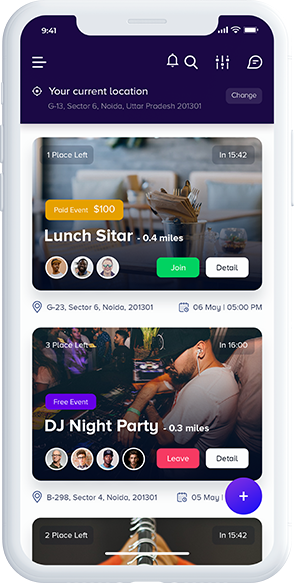 9:41
Your current location
G-13, Sector 6, Noida, Uttar Pradesh 201301
Change
1 Place Left
In 15:42
Paid Event $100
Lunch Sitar - 0.4 miles
Join
Detail
G-23, Sector 6, Noida, 201301
06 May | 05:00 PM
3 Place Left
In 16:00
Free Event
DJ Night Party - 0.3 miles
Leave
Detail
B-298, Sector 4, Noida, 201301
05 May |
2 Place Left
In 15:42